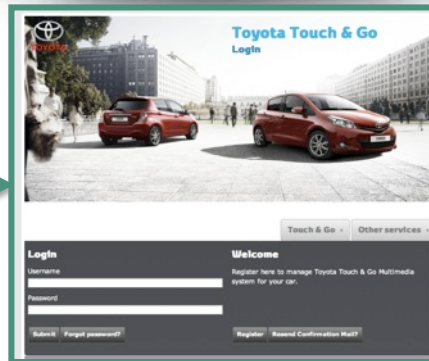 TOYOTA
Toyota Touch & Go
Login
Touch & Go
Other services
Login
Welcome
Username
Register here to manage Toyota Touch & Go Multimedia
system for your car.
Password
Submit
Forgot password?
Register
Resend Confirmation Mail?